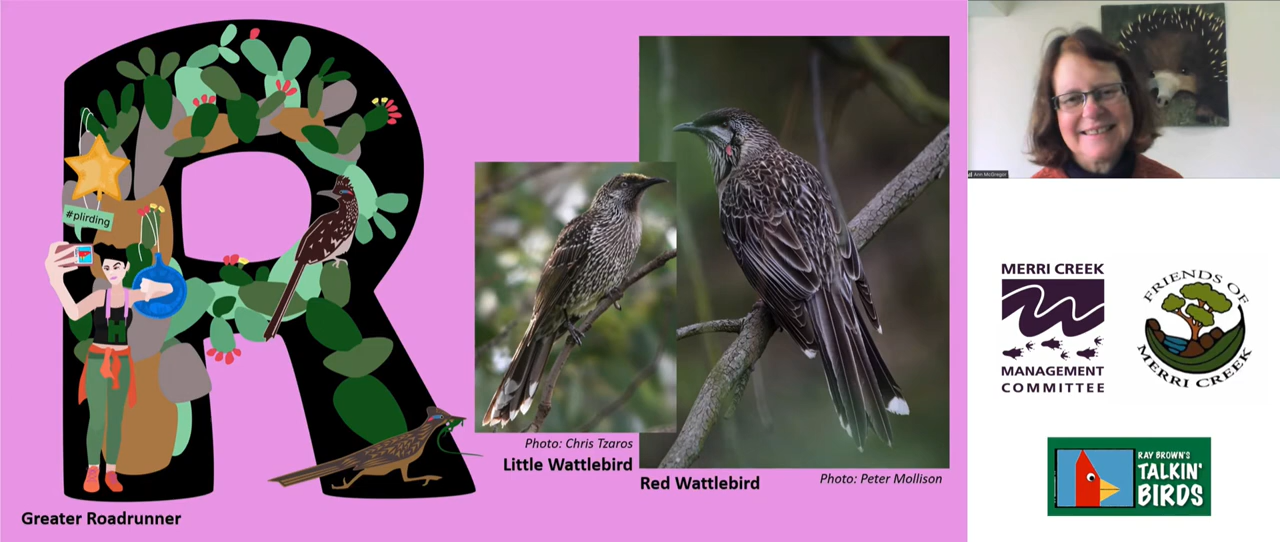 #plirding
Greater Roadrunner
Photo: Chris Tzaros
Little Wattlebird
Red Wattlebird
Photo: Peter Mollison
Ann McGregor
MERRI CREEK
MANAGEMENT
COMMITTEE
FRIENDS OF
MERRI CREEK
RAY BROWN'S
TALKIN'
BIRDS